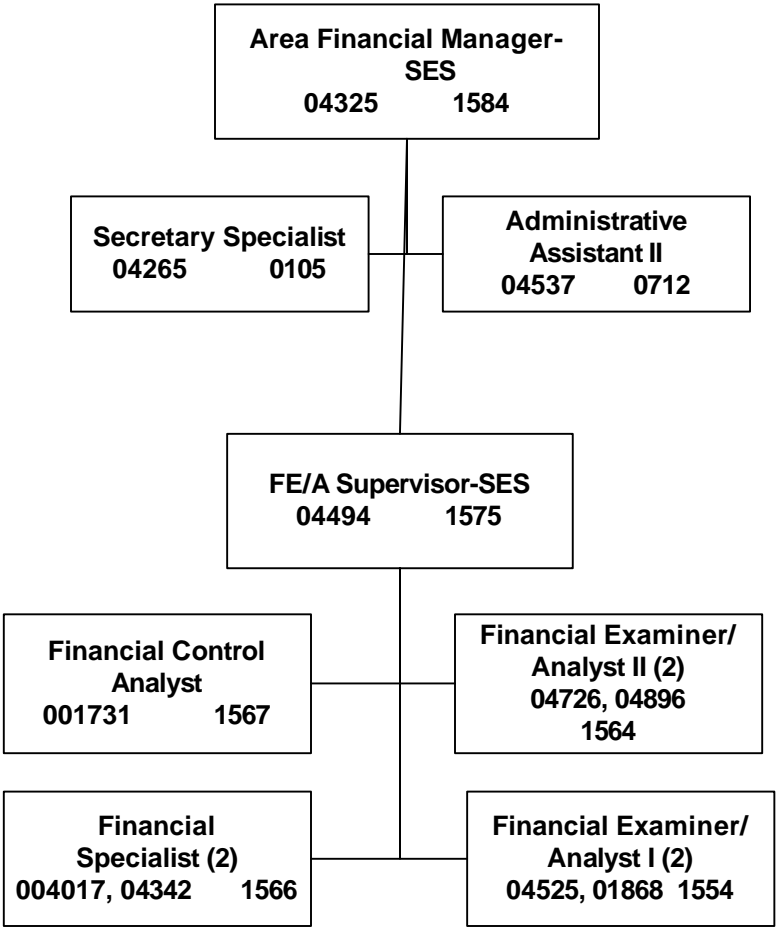 Area Financial Manager-
SES
04325 1584
Secretary Specialist
04265 0105
Administrative
Assistant II
04537 0712
FE/A Supervisor-SES
04494 1575
Financial Control
Analyst
001731 1567
Financial Examiner/
Analyst II (2)
04726, 04896
1564
Financial
Specialist (2)
004017, 04342 1566
Financial Examiner/
Analyst I (2)
04525, 01868 1554